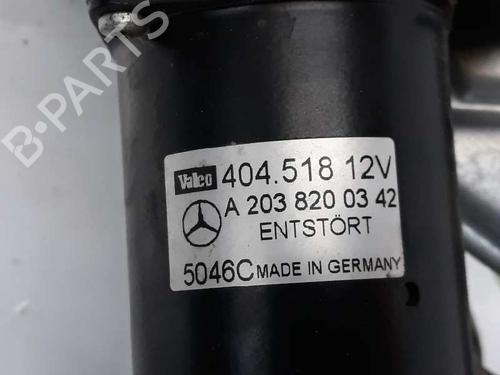 B-PARTS
Valeo 404.518 12V
A 203 820 03 42
ENTSTÖRT
5046C MADE IN GERMANY